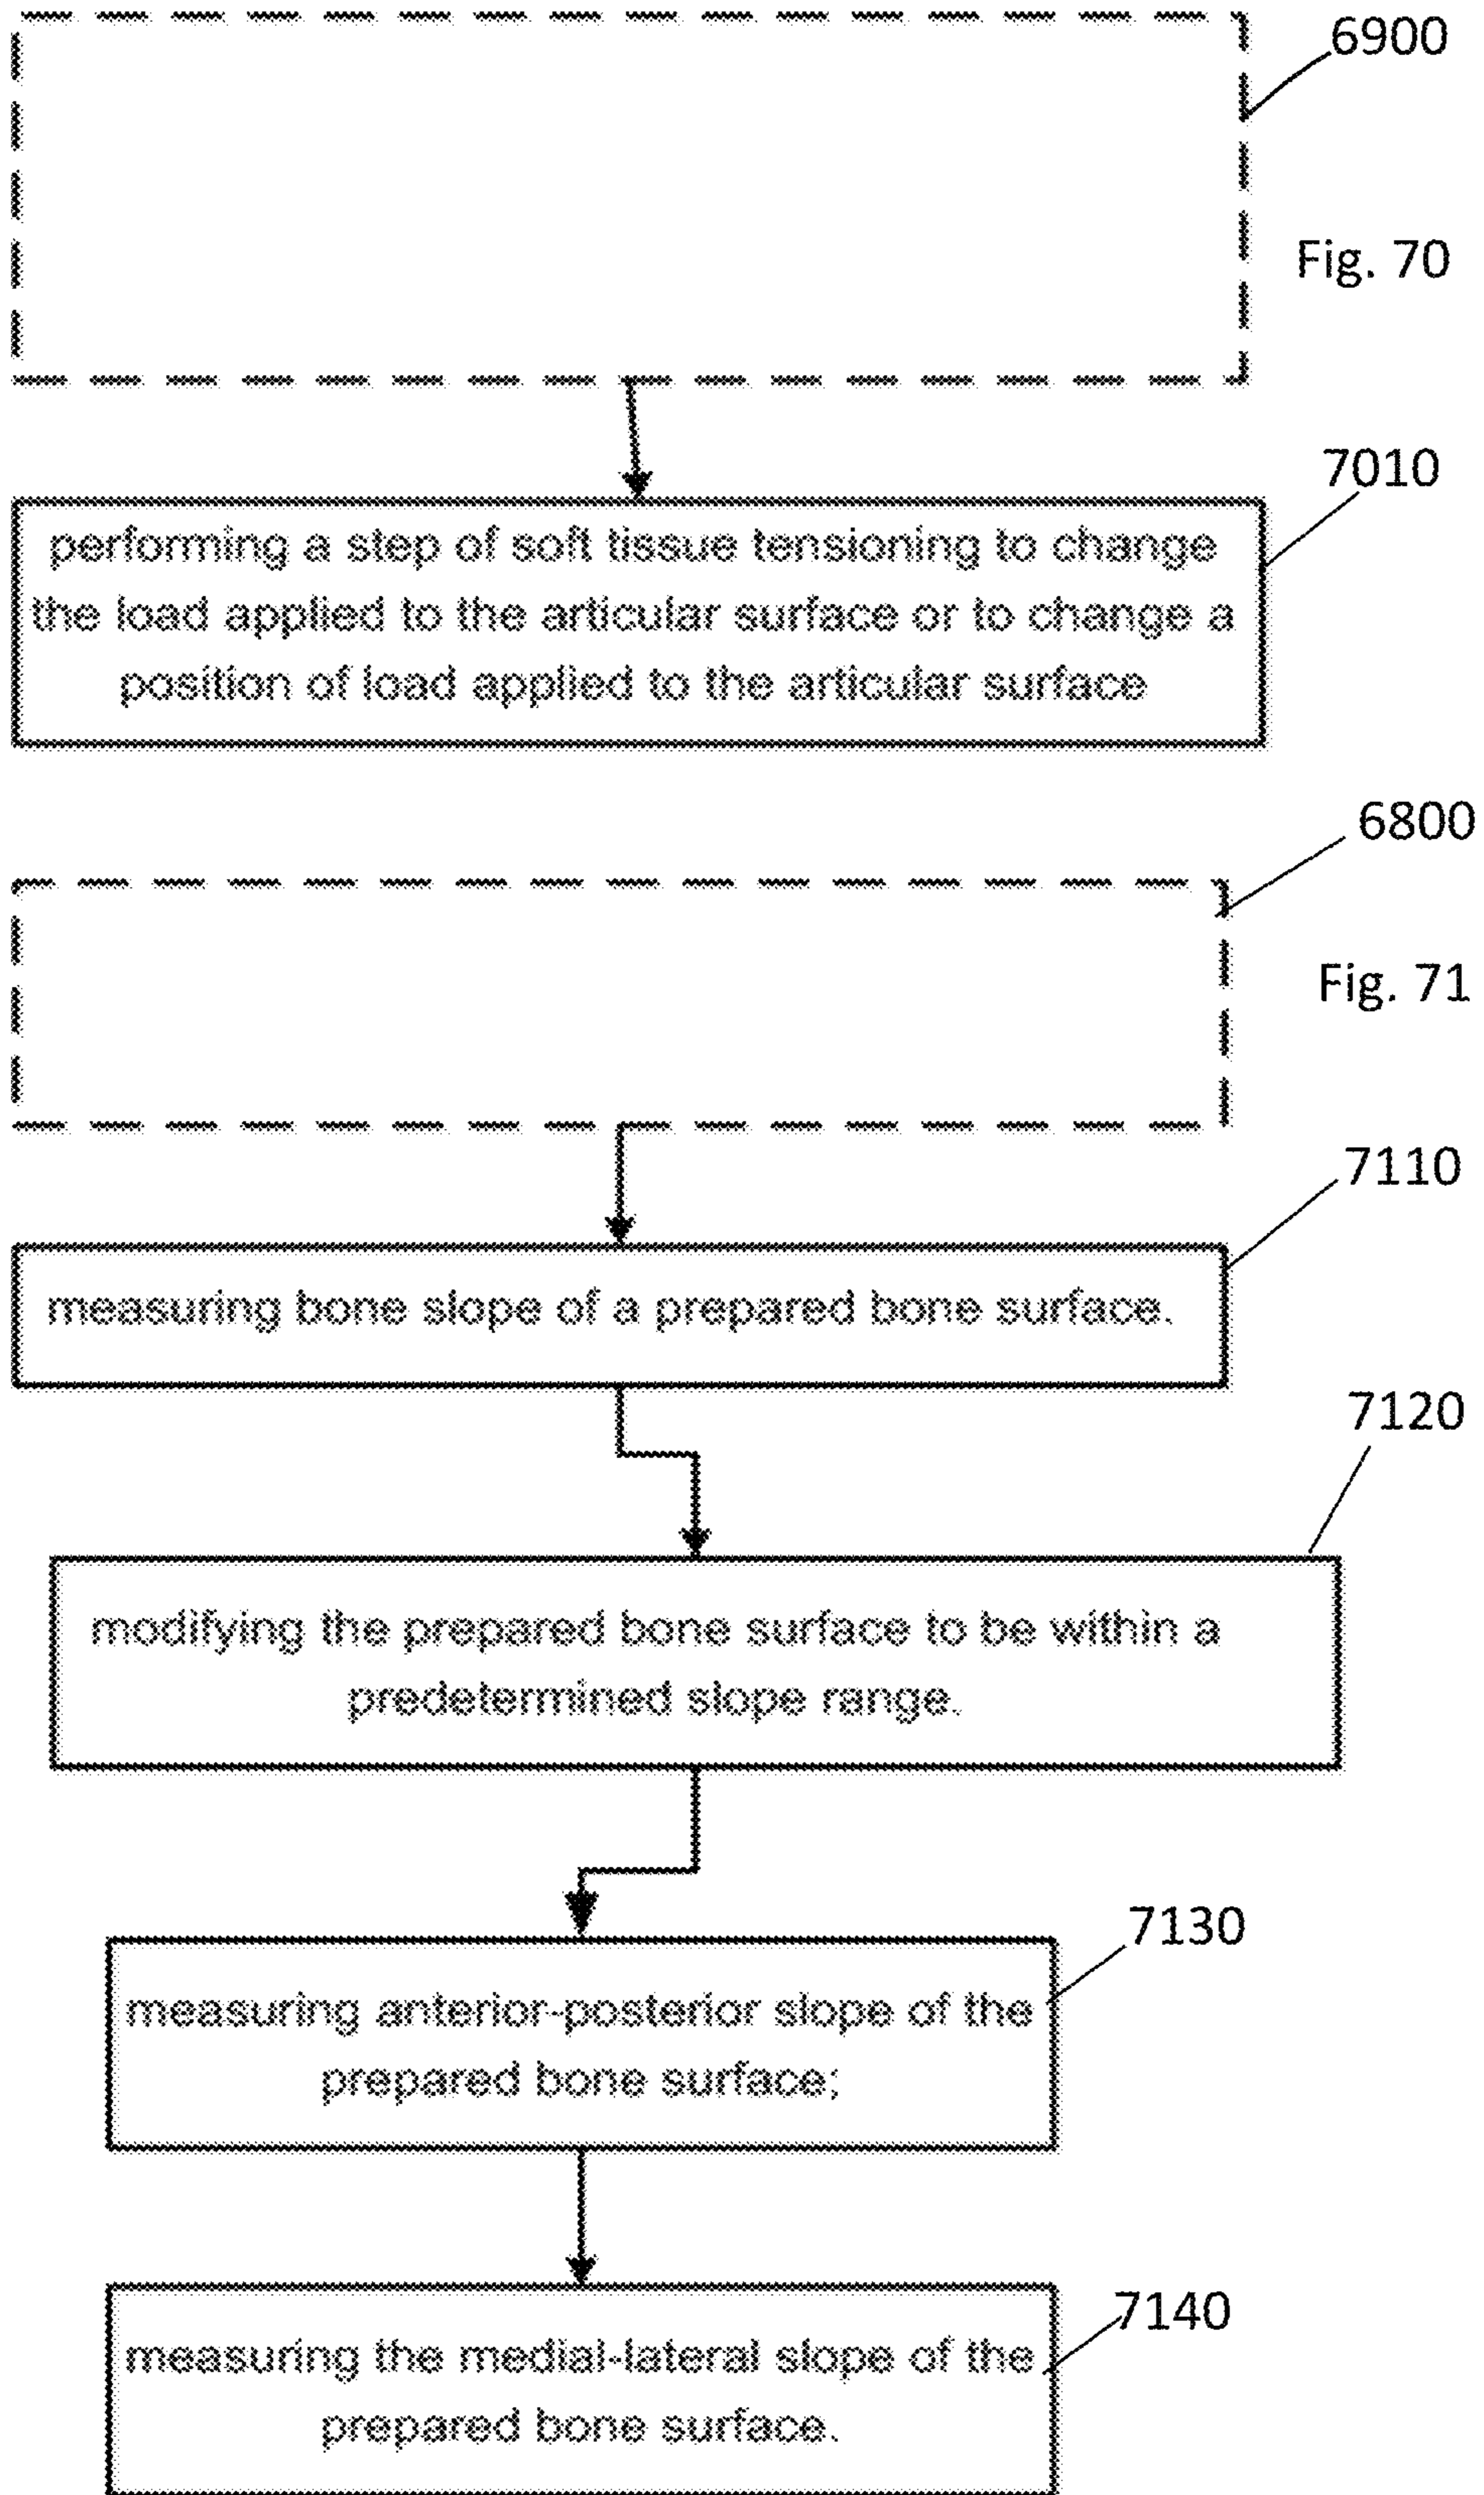 6900
Fig. 70
7010
performing a step of soft tissue tensioning to change
the load applied to the articular surface or to change a
position of load applied to the articular surface
6800
Fig. 71
7110
measuring bone slope of a prepared bone surface.
7120
modifying the prepared bone surface to be within a
predetermined slope range.
7130
measuring anterior-posterior slope of the
prepared bone surface;
7140
measuring the medial-lateral slope of the
prepared bone surface.